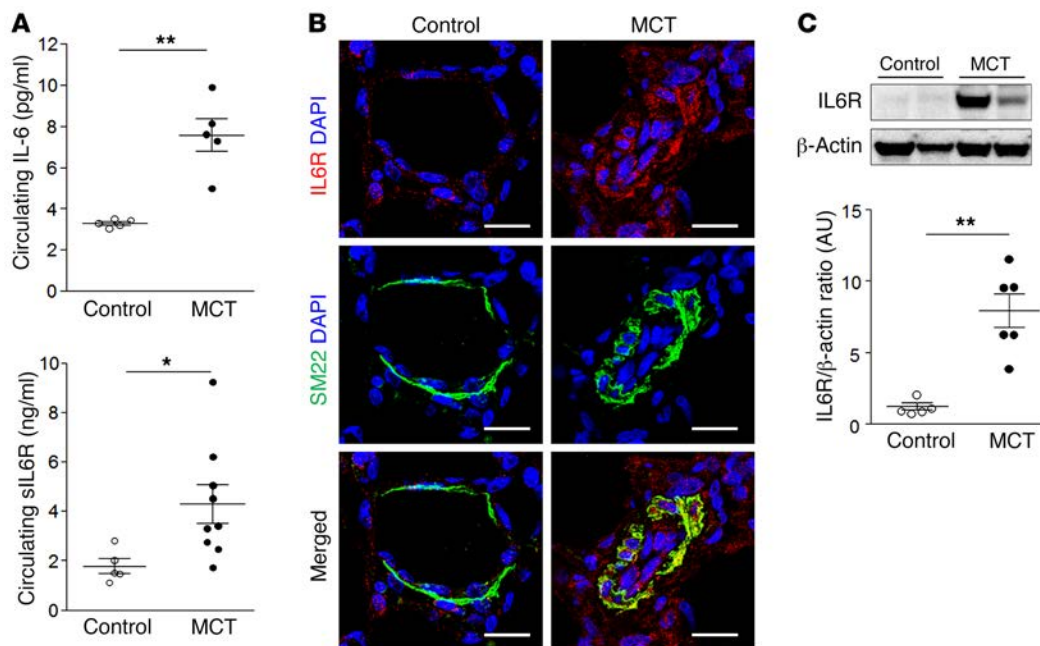 A
Circulating IL-6 (pg/ml)
12
10
8
6
4
2
0
**
Control
MCT
Circulating sIL6R (ng/ml)
10
8
6
4
2
0
*
Control
MCT
B
Control
MCT
IL6R DAPI
SM22 DAPI
Merged
C
Control
MCT
IL6R
β-Actin
IL6R/β-actin ratio (AU)
15
10
5
0
**
Control
MCT